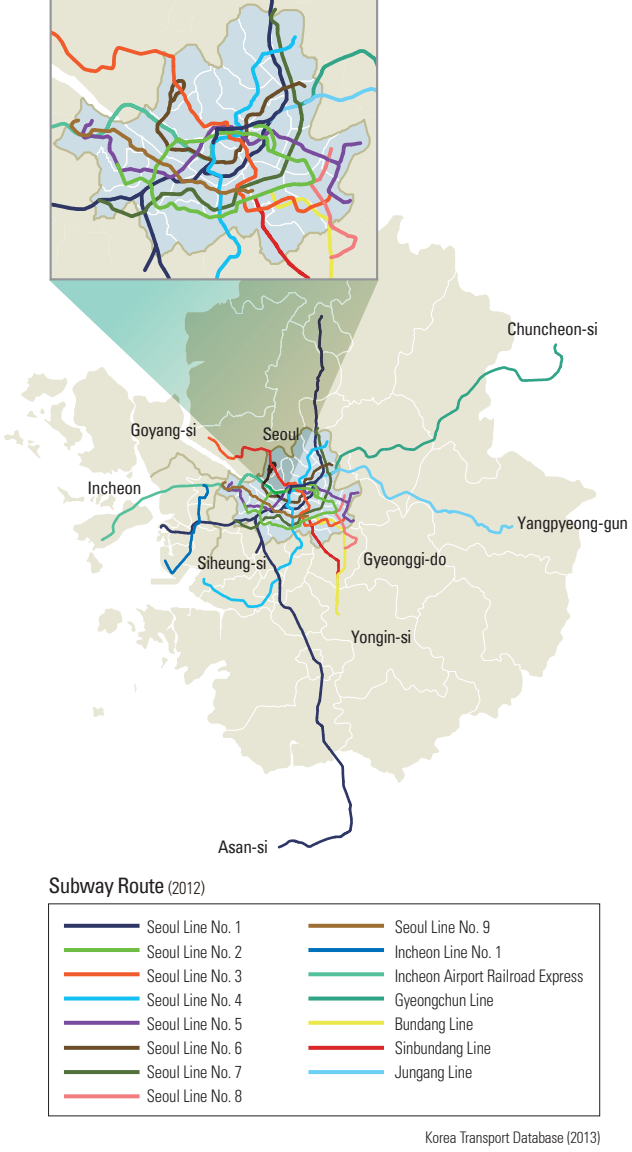 Chuncheon-si
Goyang-si
Seoul
Incheon
Yangpyeong-gun
Siheung-si
Gyeonggi-do
Yongin-si
Asan-si
Subway Route (2012)
Seoul Line No. 1
Seoul Line No. 2
Seoul Line No. 3
Seoul Line No. 4
Seoul Line No. 5
Seoul Line No. 6
Seoul Line No. 7
Seoul Line No. 8
Seoul Line No. 9
Incheon Line No. 1
Incheon Airport Railroad Express
Gyeongchun Line
Bundang Line
Sinbundang Line
Jungang Line
Korea Transport Database (2013)